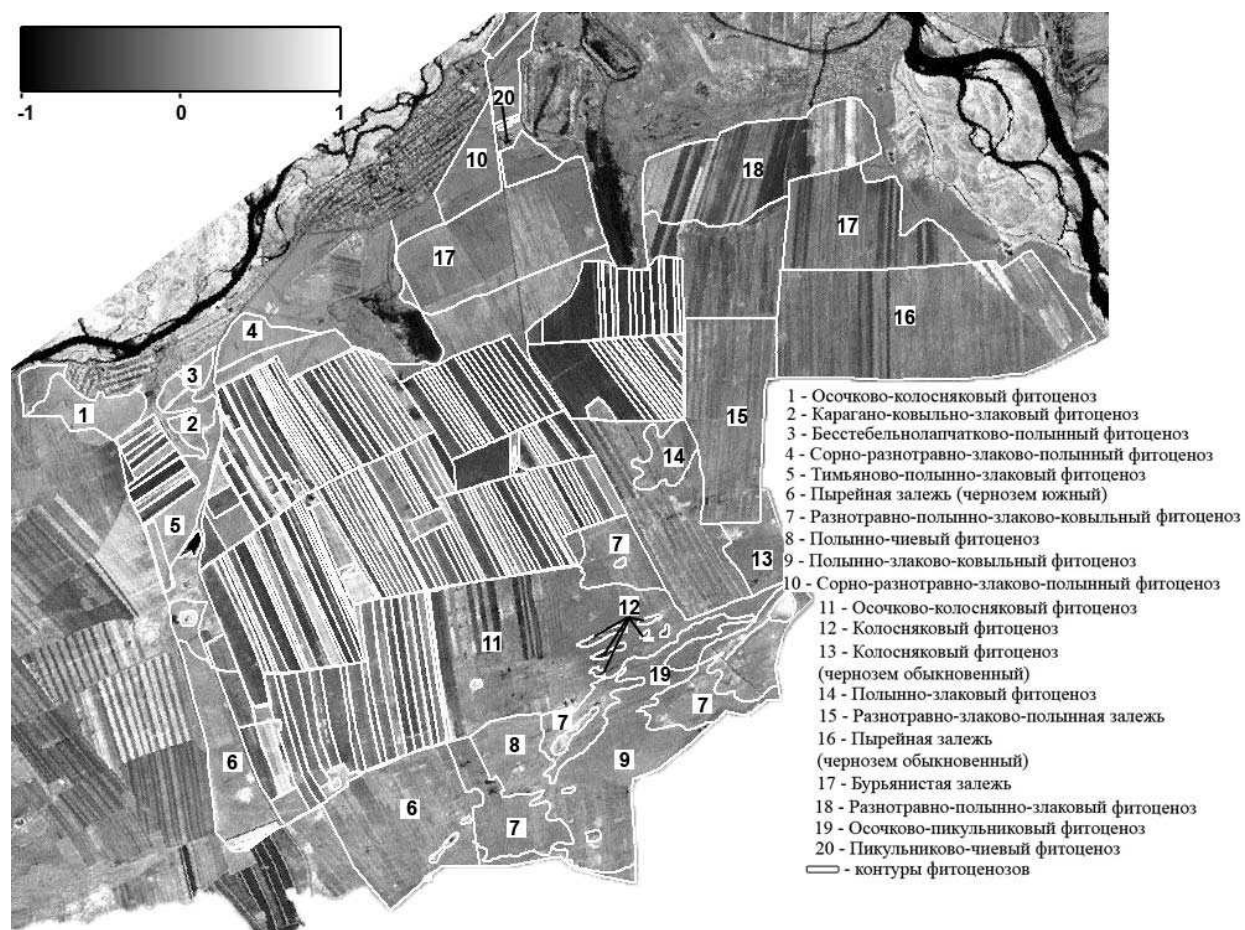 -1 0 1
20
10
18
17
17
16
4
3
1
2
15
14
5
7
13
12
11
19
7
7
8
9
6
6
7
1 - Осочково-колосняковый фитоценоз
2 - Карагано-ковыльно-злаковый фитоценоз
3 - Бесстебельнолапчатково-полынный фитоценоз
4 - Сорно-разнотравно-злаково-полынный фитоценоз
5 - Тимьяново-полынно-злаковый фитоценоз
6 - Пырейная залежь (чернозем южный)
7 - Разнотравно-полынно-злаково-ковыльный фитоценоз
8 - Полынно-чиевый фитоценоз
9 - Полынно-злаково-ковыльный фитоценоз
10 - Сорно-разнотравно-злаково-полынный фитоценоз
11 - Осочково-колосняковый фитоценоз
12 - Колосняковый фитоценоз
13 - Колосняковый фитоценоз
(чернозем обыкновенный)
14 - Полынно-злаковый фитоценоз
15 - Разнотравно-злаково-полынная залежь
16 - Пырейная залежь
(чернозем обыкновенный)
17 - Бурьянистая залежь
18 - Разнотравно-полынно-злаковый фитоценоз
19 - Осочково-пикульниковый фитоценоз
20 - Пикульниково-чиевый фитоценоз
- контуры фитоценозов